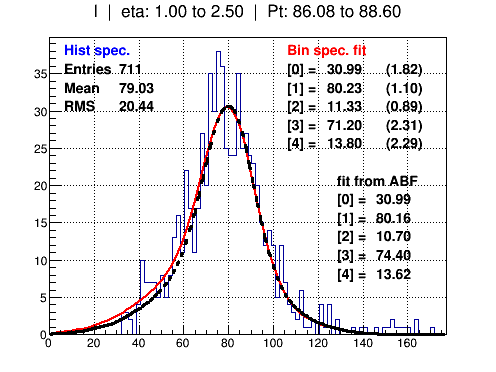 I | eta: 1.00 to 2.50 | Pt: 86.08 to 88.60
Hist spec.
Entries 711
Mean 79.03
RMS 20.44
Bin spec. fit
[0] = 30.99 (1.82)
[1] = 80.23 (1.10)
[2] = 11.33 (0.89)
[3] = 71.20 (2.31)
[4] = 13.80 (2.29)
fit from ABF
[0] = 30.99
[1] = 80.16
[2] = 10.70
[3] = 74.40
[4] = 13.62
35
30
25
20
15
10
5
0
0 20 40 60 80 100 120 140 160